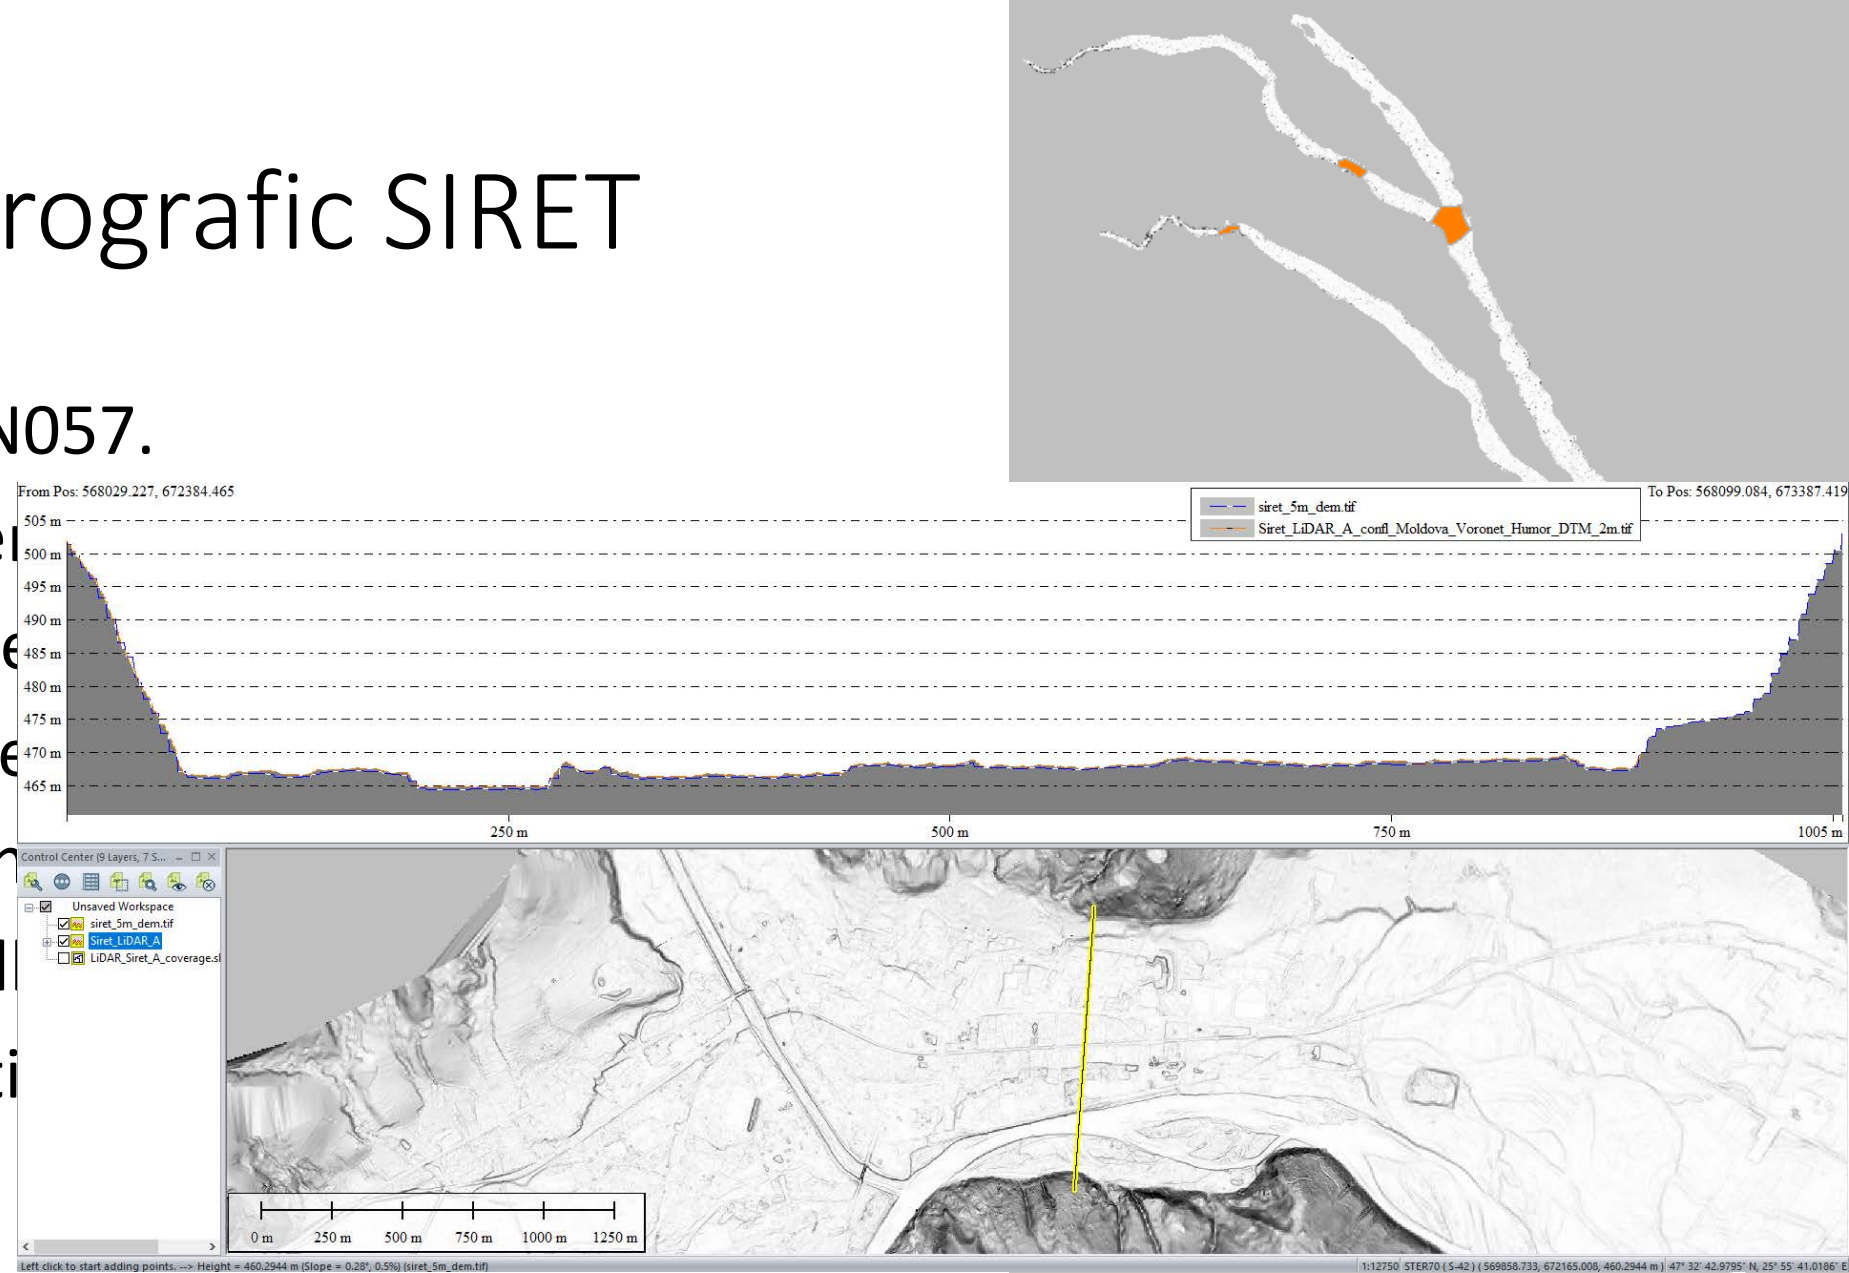 rografic SIRET
N057.
From Pos: 568029.227, 672384.465
To Pos: 568099.084, 673387.419
siret_5m_dem.tif
Siret_LiDAR_A_confl_Moldova_Voronet_Humor_DTM_2m.tif
505 m
500 m
495 m
490 m
485 m
480 m
475 m
470 m
465 m
250 m
500 m
750 m
1005 m
Control Center (9 Layers, 7 S...
Unsaved Workspace
siret_5m_dem.tif
Siret_LiDAR_A
LiDAR_Siret_A_coverage.sl
0 m 250 m 500 m 750 m 1000 m 1250 m
Left click to start adding points. --> Height = 460.2944 m (Slope = 0.28°, 0.5%) (siret_5m_dem.tif)
1:12750 STER70 ( S-42 ) ( 569858.733, 672165.008, 460.2944 m ) 47° 32' 42.9795" N, 25° 55' 41.0186" E